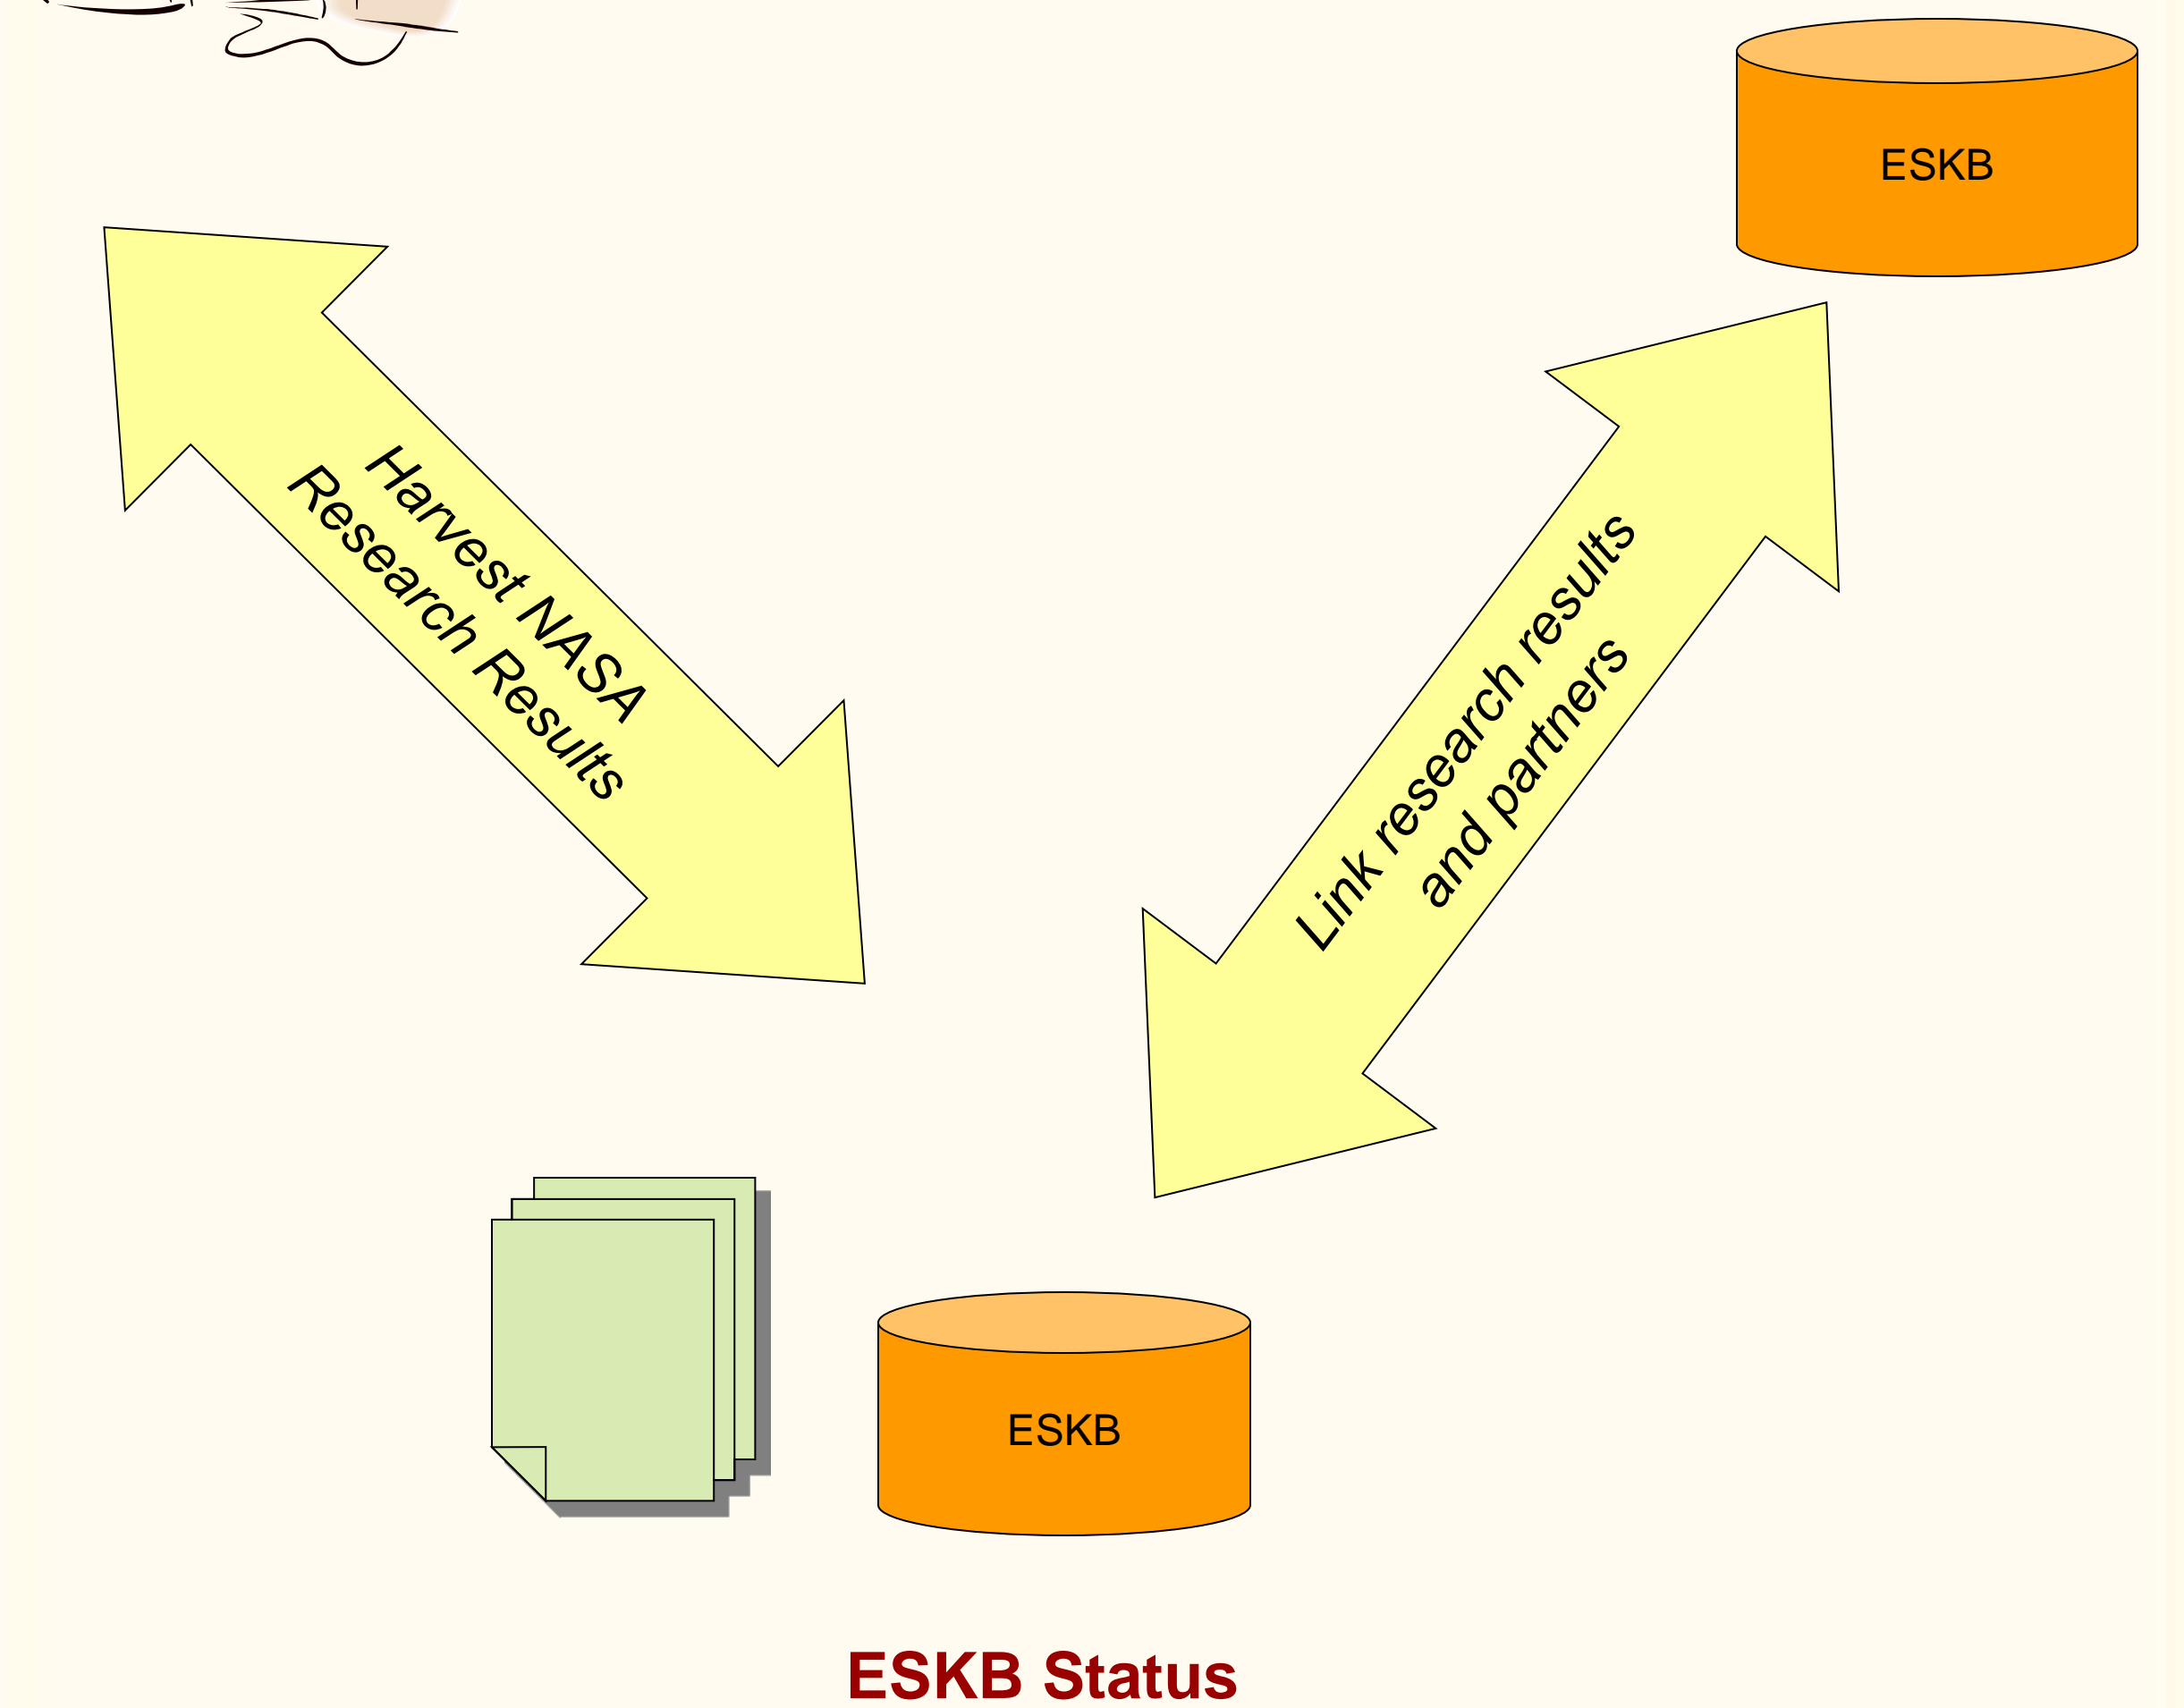 ESKB
Harvest NASA
Research Results
Link research results
and partners
ESKB
ESKB Status